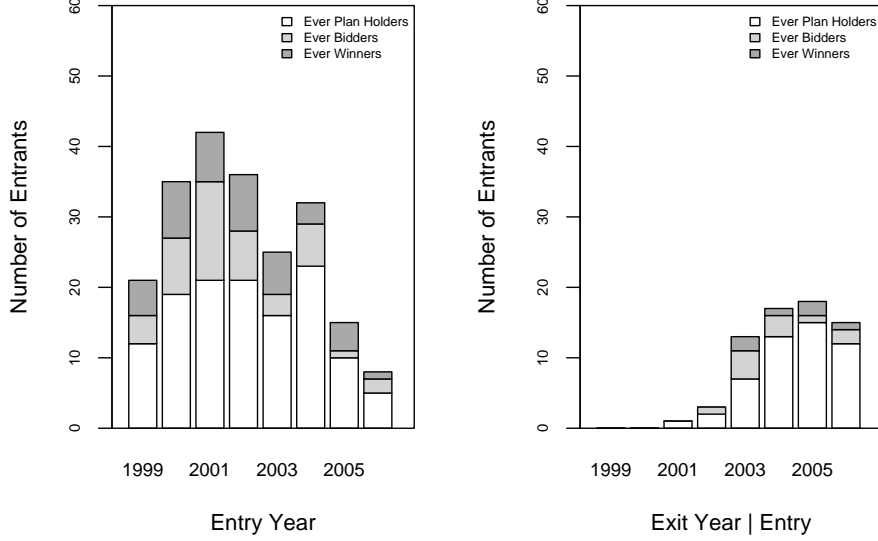 Ever Plan Holders
Ever Bidders
Ever Winners
60
50
40
30
20
10
0
Number of Entrants
1999 2001 2003 2005
Entry Year
Ever Plan Holders
Ever Bidders
Ever Winners
60
50
40
30
20
10
0
Number of Entrants
1999 2001 2003 2005
Exit Year | Entry